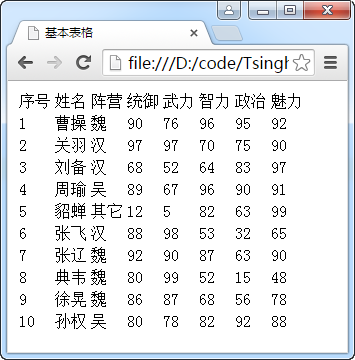 基本表格
file:///D:/code/Tsingh
序号 姓名 阵营 统御 武力 智力 政治 魅力
1 曹操 魏 90 76 96 95 92
2 关羽 汉 97 97 70 75 90
3 刘备 汉 68 52 64 83 97
4 周瑜 吴 89 67 96 90 91
5 貂蝉 其它 12 5 82 63 99
6 张飞 汉 88 98 53 32 65
7 张辽 魏 92 90 87 63 90
8 典韦 魏 80 99 52 15 48
9 徐晃 魏 86 87 68 56 78
10 孙权 吴 80 78 82 92 88